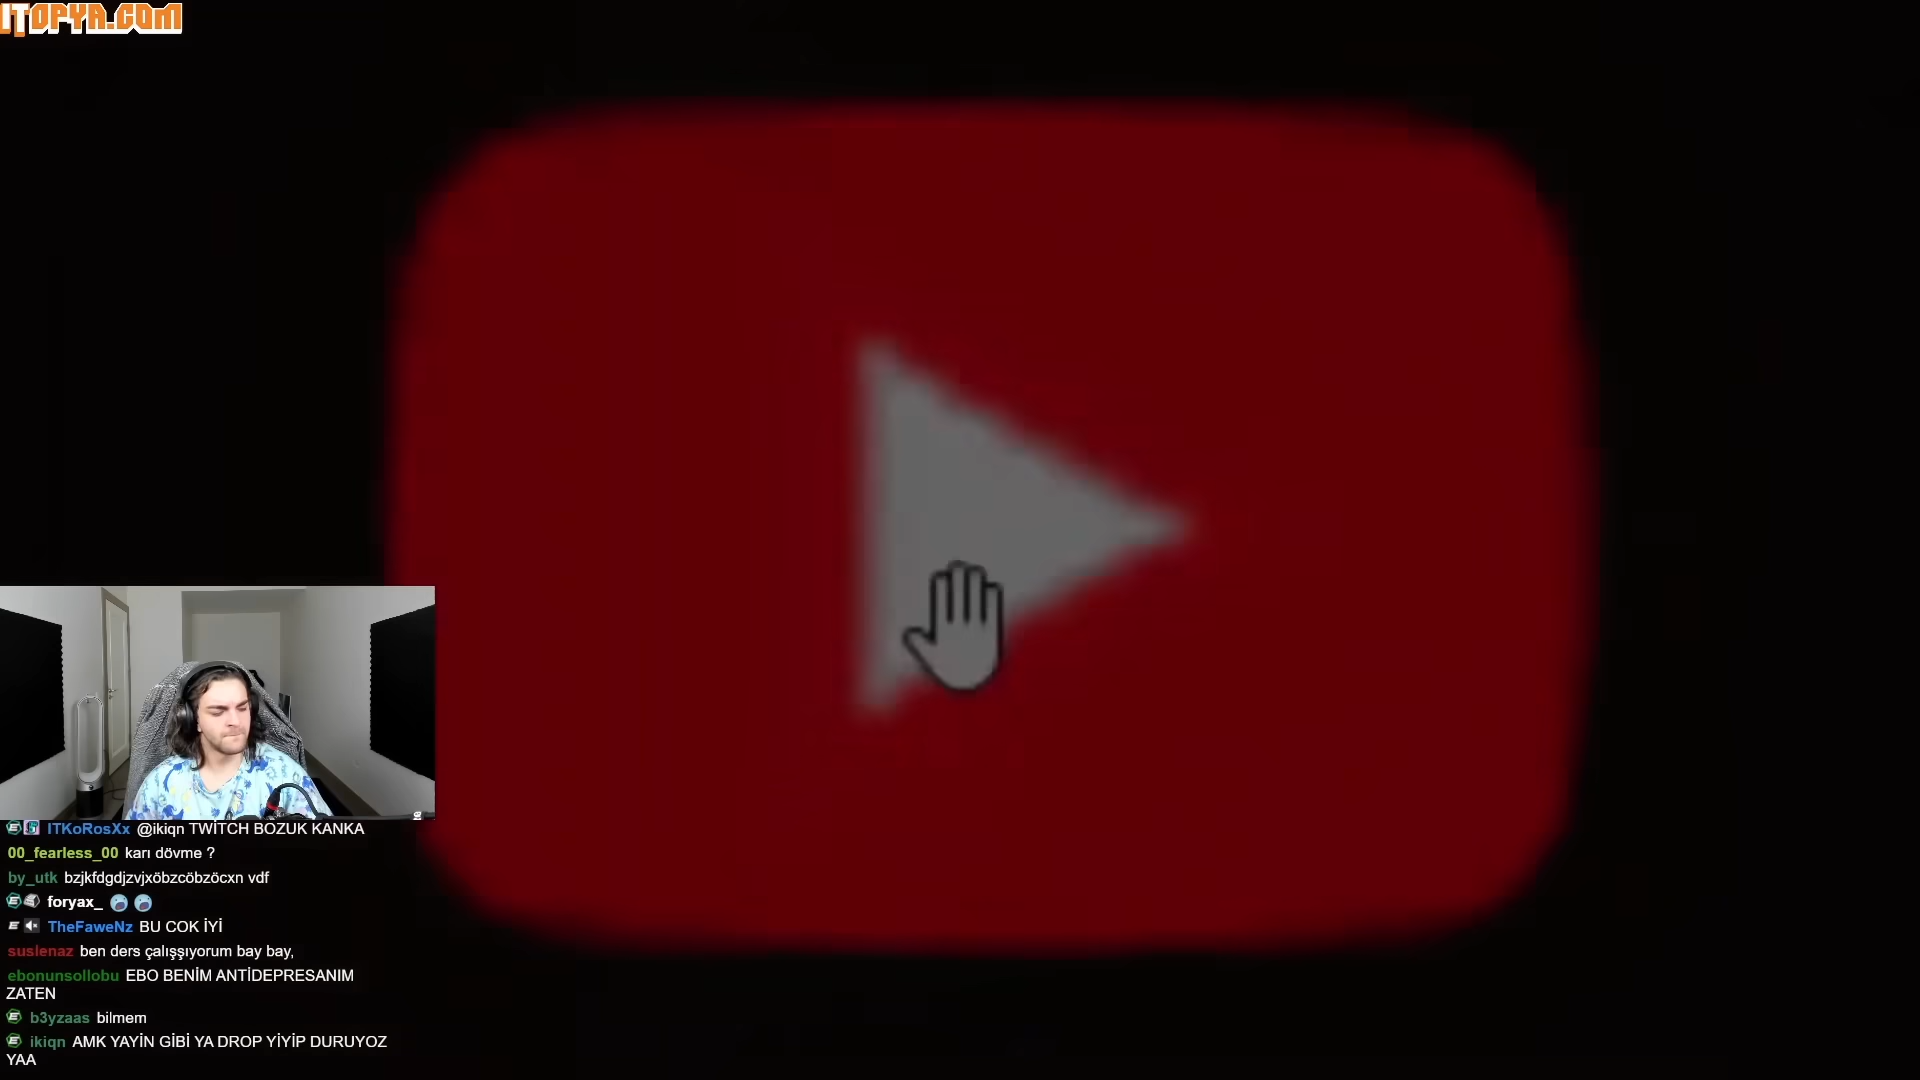 ITOPYA.COM
ITKoRosXx @ikiqn TWİTCH BOZUK KANKA
00_fearless_00 karı dövme ?
by_utk bzjkfdgdjzvjxöbzcöbzöcxn vdf
foryax_
TheFaweNz BU COK İYİ
suslenaz ben ders çalışşıyorum bay bay,
ebonunsollobu EBO BENİM ANTİDEPRESANIM
ZATEN
b3yzaas bilmem
ikiqn AMK YAYİN GİBİ YA DROP YİYİP DURUYOZ
YAA